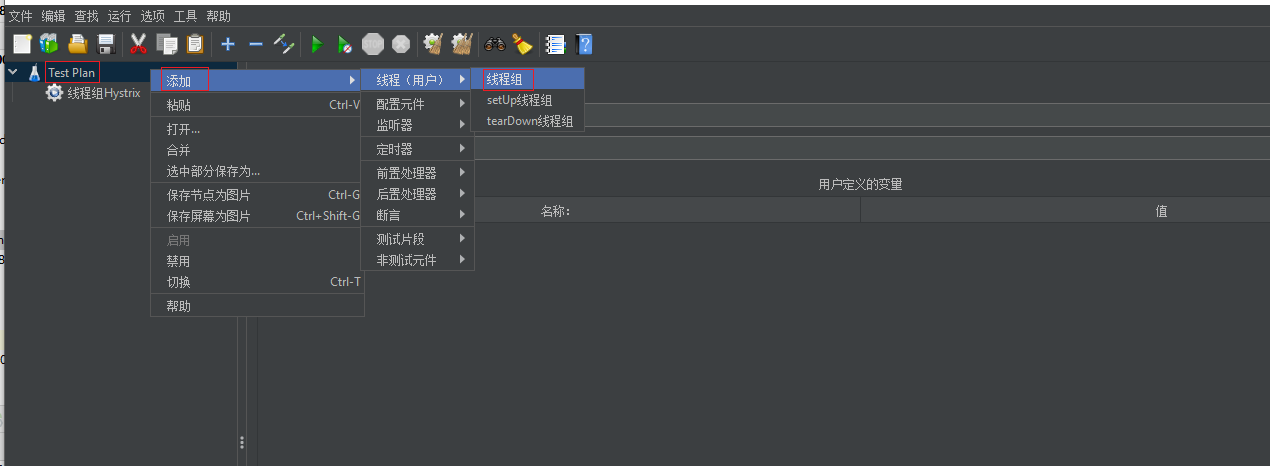 文件 编辑 查找 运行 选项 工具 帮助
STOP
Test Plan
线程组Hystrix
添加
粘贴 Ctrl-V
打开...
合并
选中部分保存为...
保存节点为图片 Ctrl-G
保存屏幕为图片 Ctrl+Shift-G
启用
禁用
切换 Ctrl-T
帮助
线程（用户）
配置元件
监听器
定时器
前置处理器
后置处理器
断言
测试片段
非测试元件
线程组
setUp线程组
tearDown线程组
用户定义的变量
名称: 值